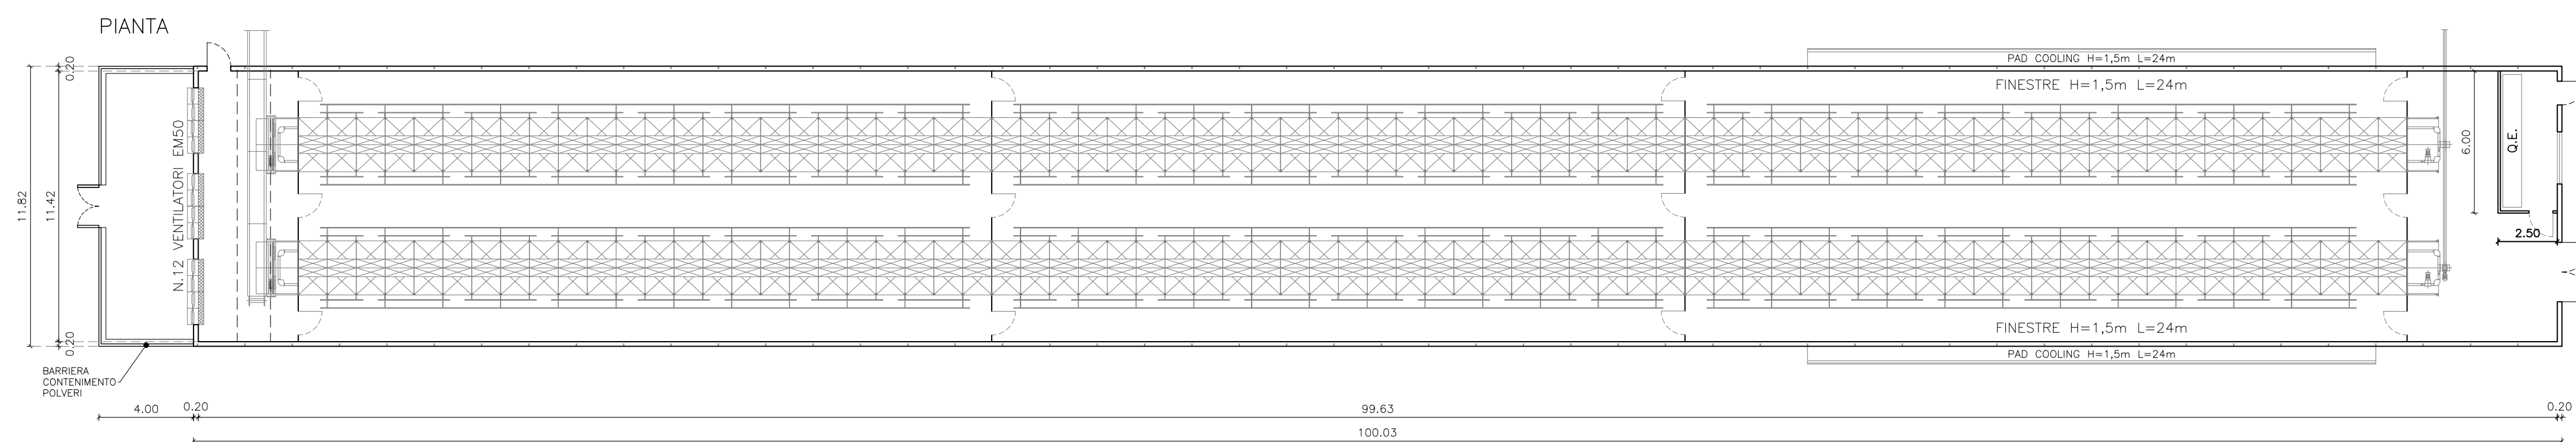 PIANTA
PAD COOLING H=1,5m L=24m
FINESTRE H=1,5m L=24m
0.20
11.82
11.42
0.20
N.12 VENTILATORI EM50
6.00
Q.E.
2.50
FINESTRE H=1,5m L=24m
PAD COOLING H=1,5m L=24m
BARRIERA
CONTENIMENTO
POLVERI
4.00
0.20
99.63
0.20
100.03